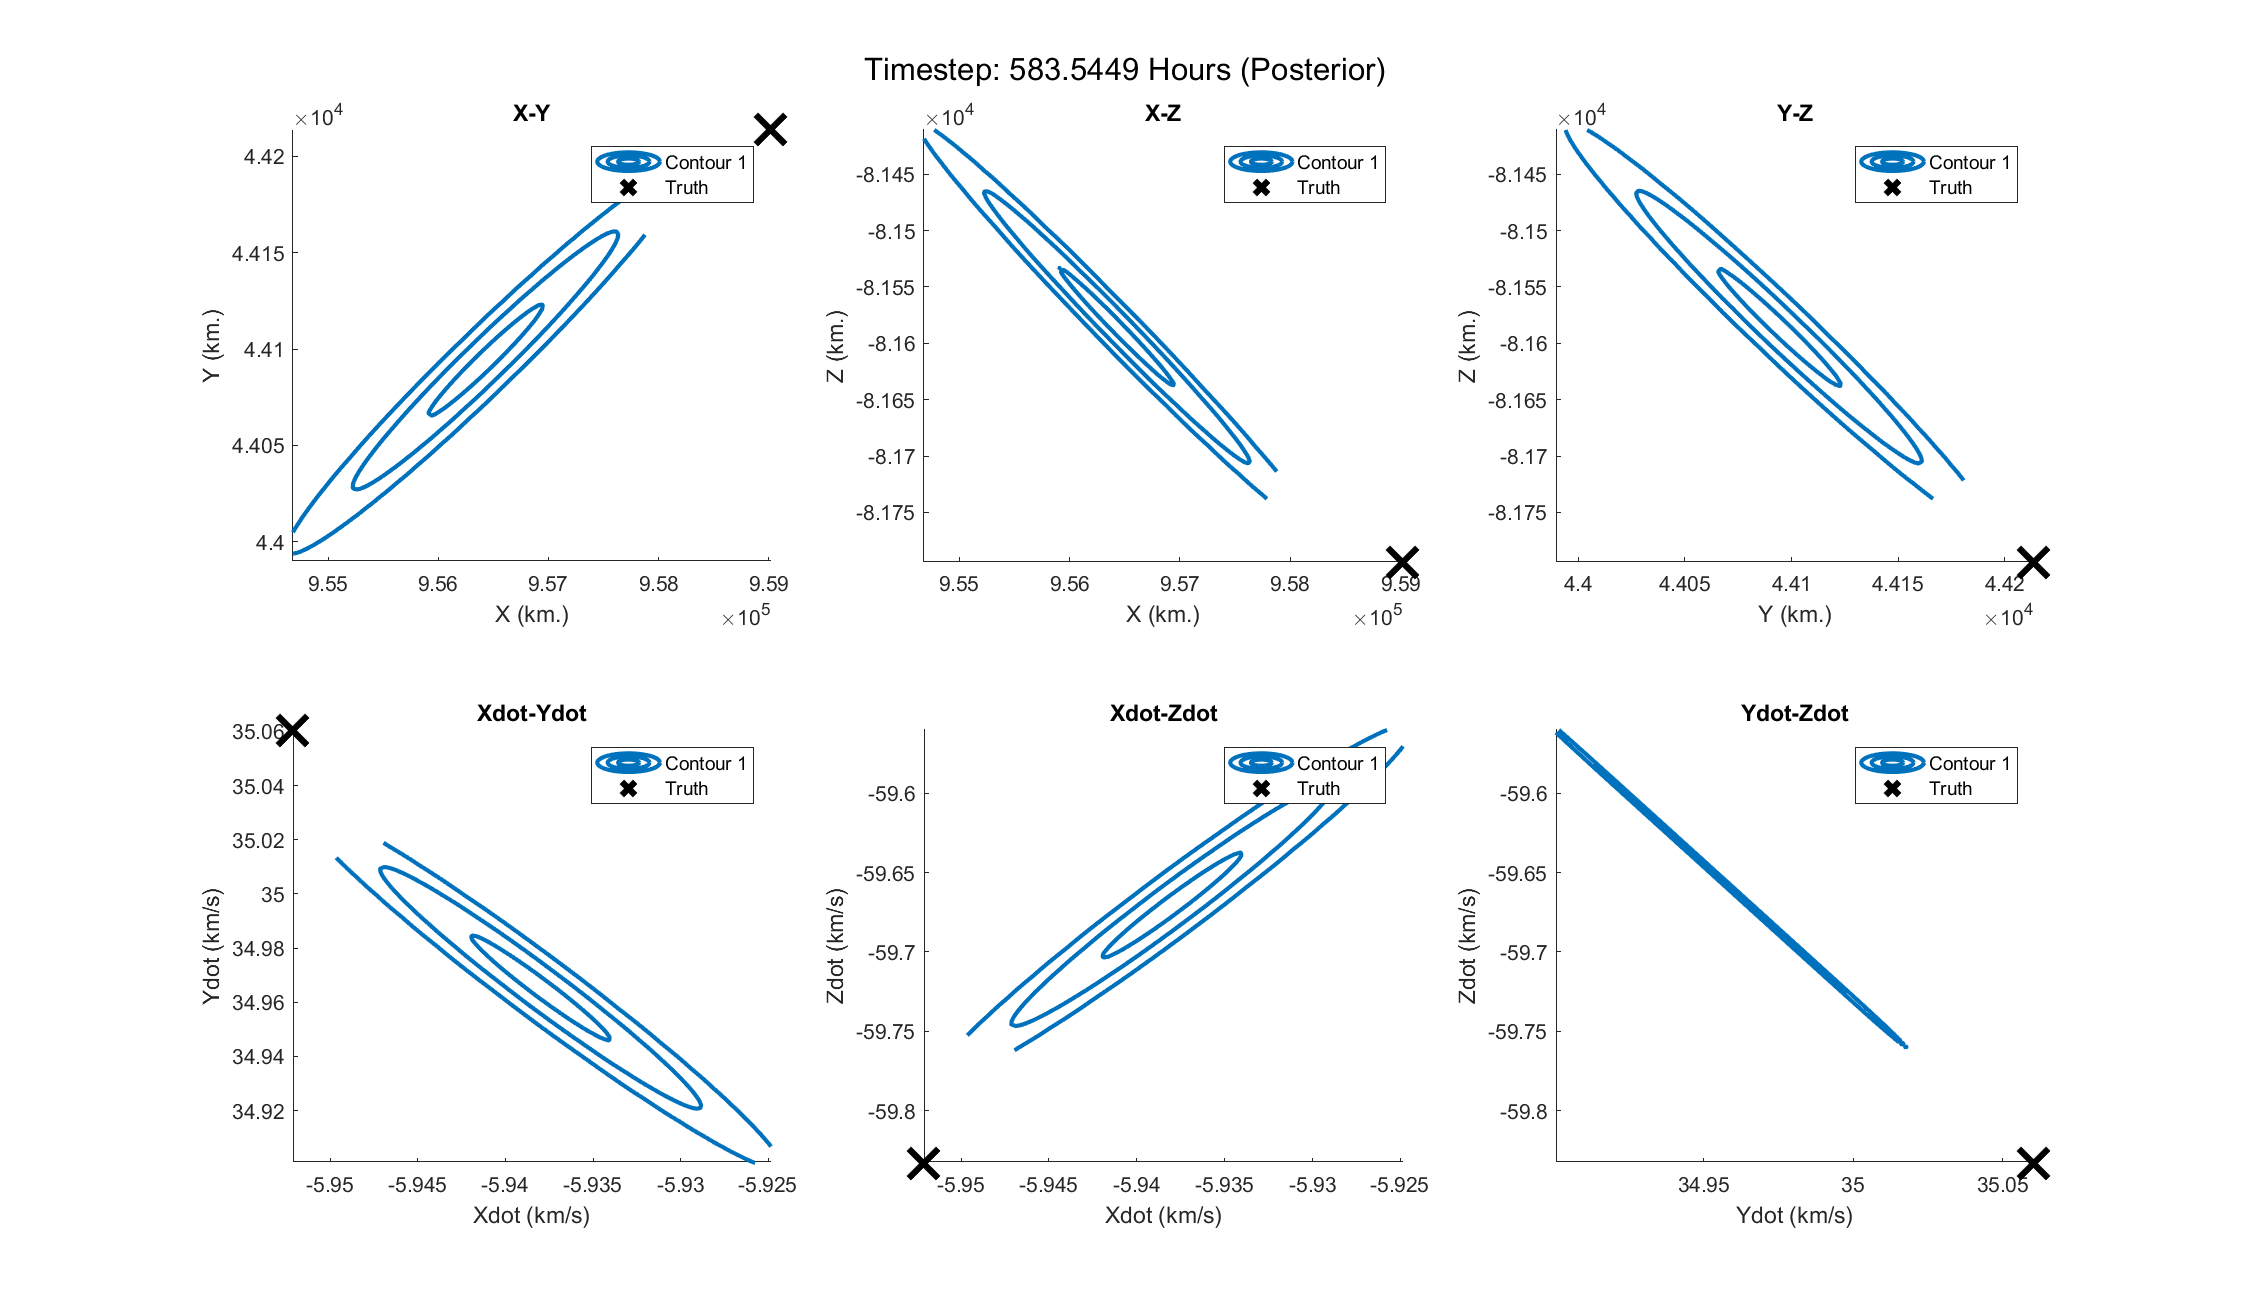 Timestep: 583.5449 Hours (Posterior)
X-Y
×10^4
4.42
4.415
4.41
4.405
4.4
Y (km.)
9.55 9.56 9.57 9.58 9.59
X (km.)
×10^5
Contour 1
Truth
X-Z
×10^4
-8.145
-8.15
-8.155
-8.16
-8.165
-8.17
-8.175
Z (km.)
9.55 9.56 9.57 9.58 9.59
X (km.)
×10^5
Contour 1
Truth
Y-Z
×10^4
-8.145
-8.15
-8.155
-8.16
-8.165
-8.17
-8.175
Z (km.)
4.4 4.405 4.41 4.415 4.42
Y (km.)
×10^4
Contour 1
Truth
Xdot-Ydot
35.06
35.04
35.02
35
34.98
34.96
34.94
34.92
Ydot (km/s)
-5.95 -5.945 -5.94 -5.935 -5.93 -5.925
Xdot (km/s)
Contour 1
Truth
Xdot-Zdot
-59.6
-59.65
-59.7
-59.75
-59.8
Zdot (km/s)
-5.95 -5.945 -5.94 -5.935 -5.93 -5.925
Xdot (km/s)
Contour 1
Truth
Ydot-Zdot
-59.6
-59.65
-59.7
-59.75
-59.8
Zdot (km/s)
34.95 35 35.05
Ydot (km/s)
Contour 1
Truth